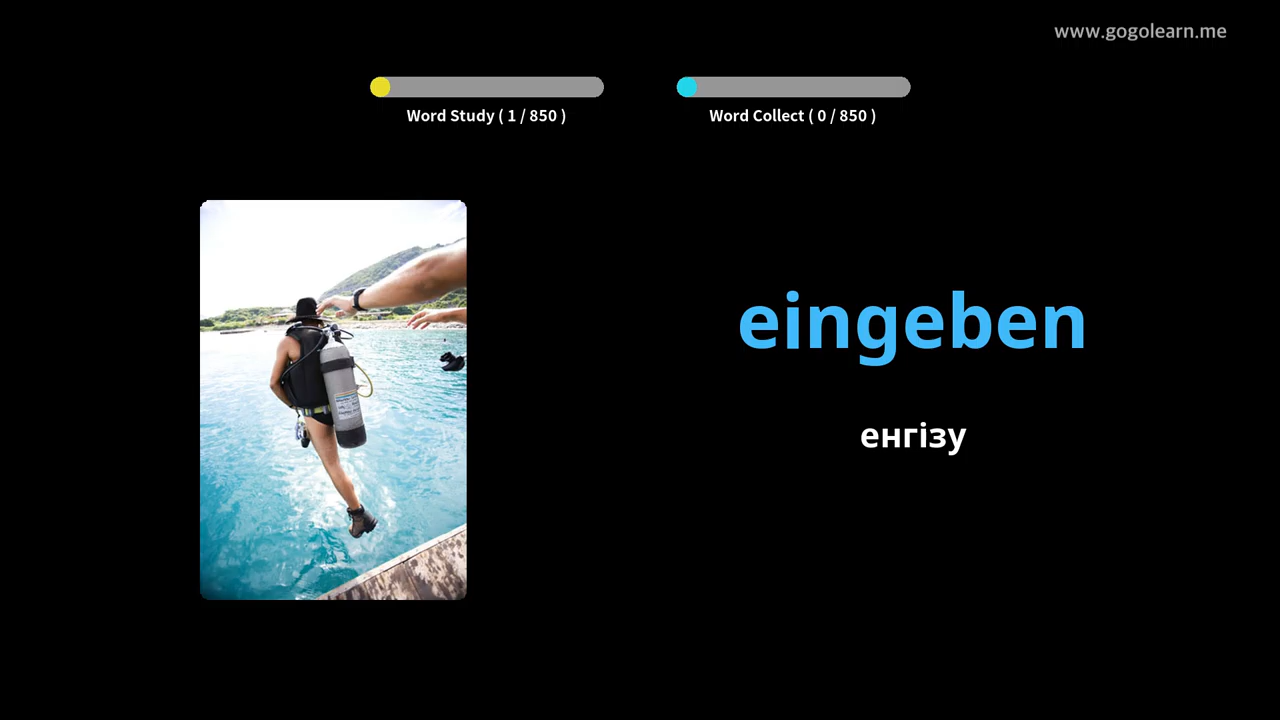 www.gogolearn.me
Word Study ( 1 / 850 )
Word Collect ( 0 / 850 )
eingeben
енгізу